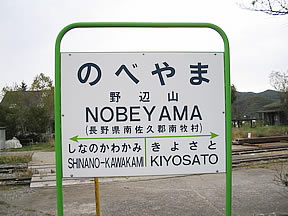 のべやま
野辺山
NOBEYAMA
(長野県南佐久郡南牧村)
しなのかわかみ きよさと
SHINANO-KAWAKAMI KIYOSATO